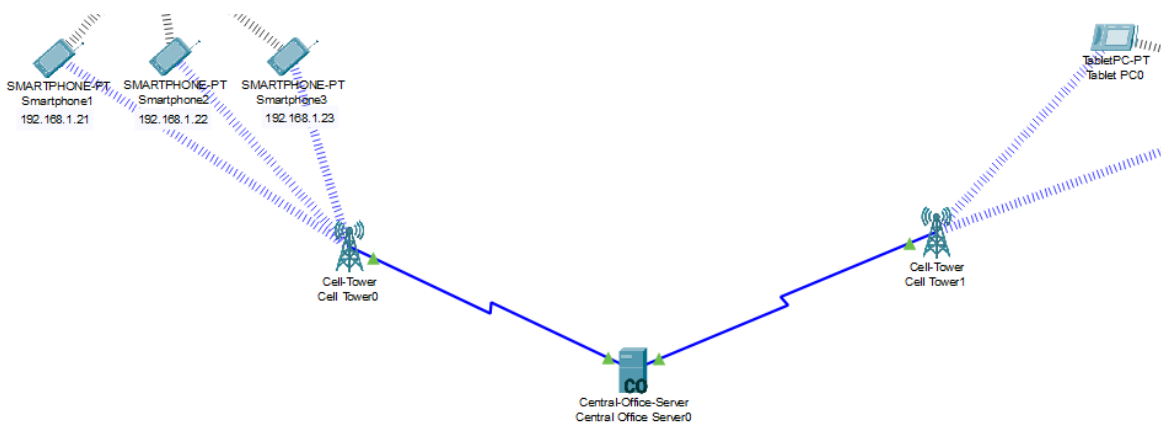 SMARTPHONE-PT
Smartphone1
192.168.1.21
SMARTPHONE-PT
Smartphone2
192.168.1.22
SMARTPHONE-PT
Smartphone3
192.168.1.23
TabletPC-PT
Tablet PC0
Cell-Tower
Cell Tower0
Cell-Tower
Cell Tower1
CO
Central-Office-Server
Central Office Server0